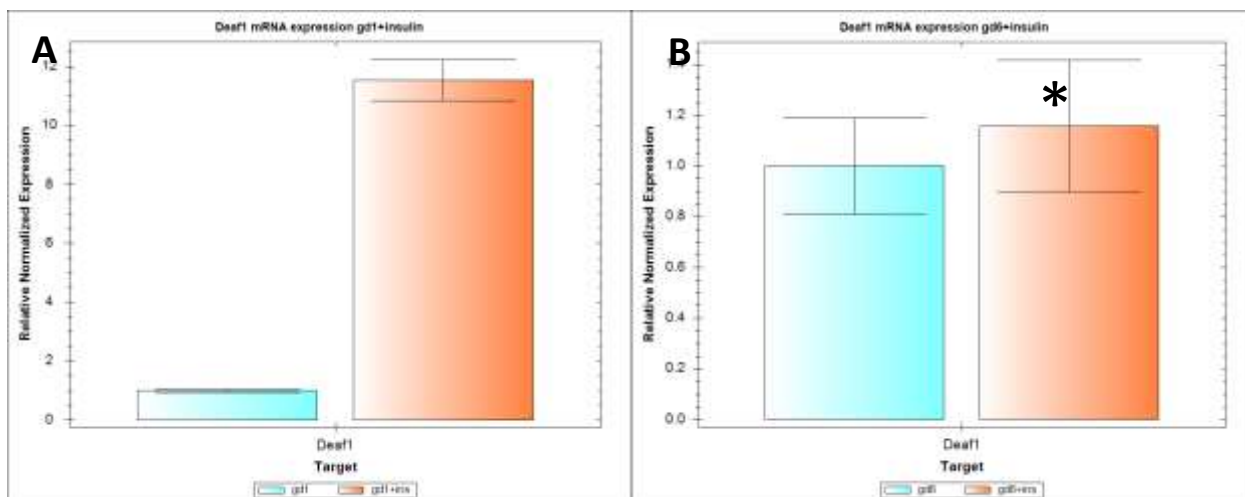 A
Deaf1 mRNA expression gd1+insulin
Relative Normalized Expression
12
10
8
6
4
2
0
Deaf1
Target
gd1
gd1+ins
B
Deaf1 mRNA expression gd6+insulin
Relative Normalized Expression
*
1.2
1.0
0.8
0.6
0.4
0.2
0.0
Deaf1
Target
gd6
gd6+ins